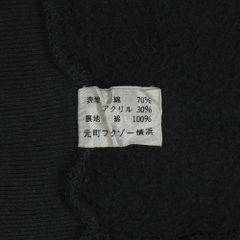 表地 綿 70%
アクリル 30%
裏地 綿 100%
元町フクゾー横浜